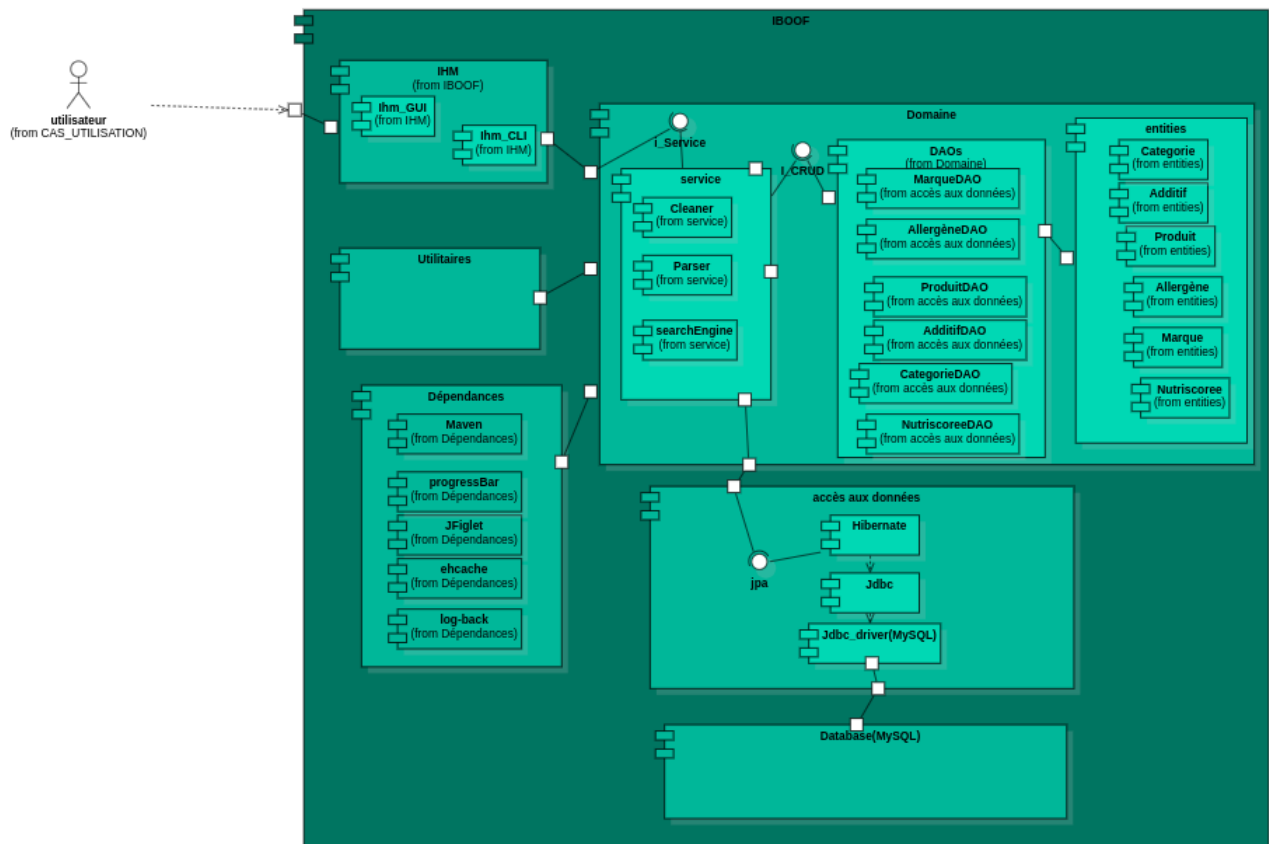 IBOOF
utilisateur
(from CAS_UTILISATION)
IHM
(from IBOOF)
Ihm_GUI
(from IHM)
Ihm_CLI
(from IHM)
Utilitaires
Dépendances
Maven
(from Dépendances)
progressBar
(from Dépendances)
JFiglet
(from Dépendances)
ehcache
(from Dépendances)
log-back
(from Dépendances)
Domaine
i_Service
I_CRUD
service
Cleaner
(from service)
Parser
(from service)
searchEngine
(from service)
DAOs
(from Domaine)
MarqueDAO
(from accès aux données)
AllergèneDAO
(from accès aux données)
ProduitDAO
(from accès aux données)
AdditifDAO
(from accès aux données)
CategorieDAO
(from accès aux données)
NutriscoreeDAO
(from accès aux données)
entities
Categorie
(from entities)
Additif
(from entities)
Produit
(from entities)
Allergène
(from entities)
Marque
(from entities)
Nutriscoree
(from entities)
accès aux données
Hibernate
jpa
Jdbc
Jdbc_driver(MySQL)
Database(MySQL)